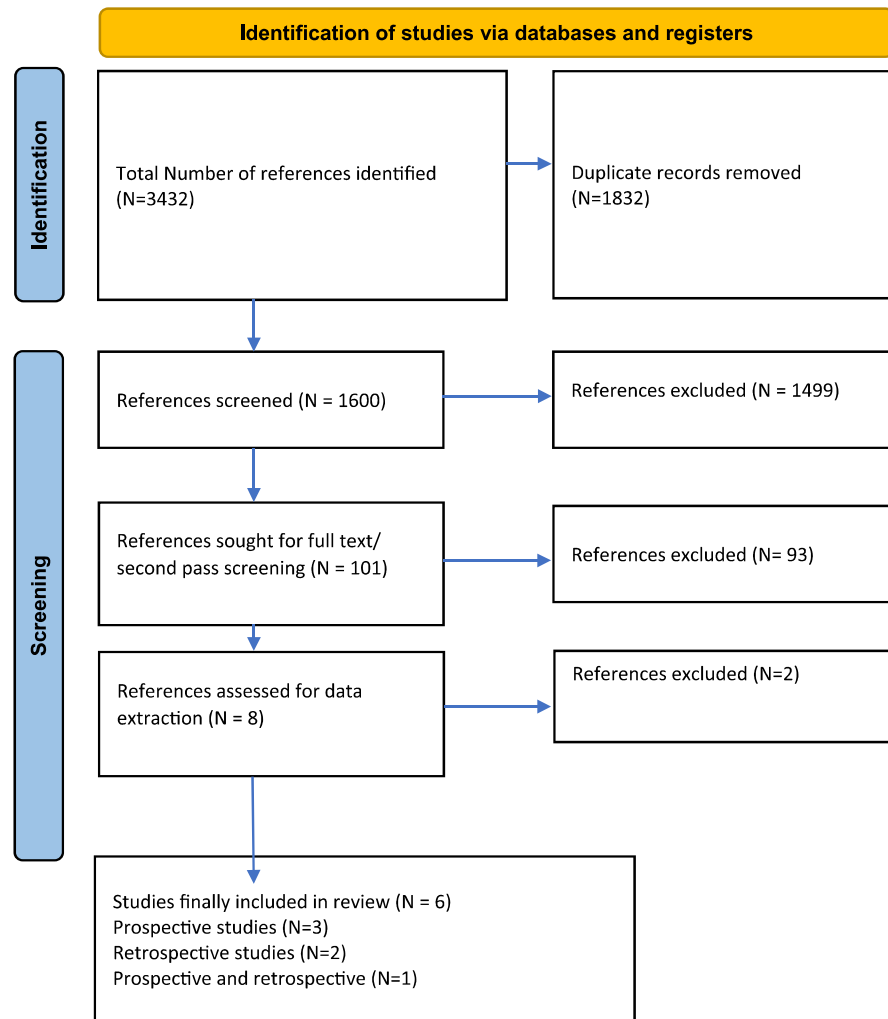 Identification of studies via databases and registers
Identification
Total Number of references identified
(N=3432)
Duplicate records removed
(N=1832)
Screening
References screened (N = 1600)
References excluded (N = 1499)
References sought for full text/
second pass screening (N = 101)
References excluded (N= 93)
References assessed for data
extraction (N = 8)
References excluded (N=2)
Studies finally included in review (N = 6)
Prospective studies (N=3)
Retrospective studies (N=2)
Prospective and retrospective (N=1)